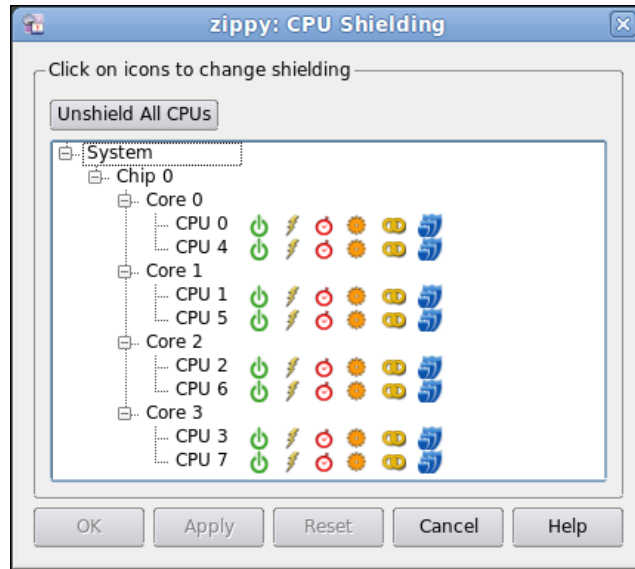 zippy: CPU Shielding
Click on icons to change shielding
Unshield All CPUs
System
Chip 0
Core 0
CPU 0
CPU 4
Core 1
CPU 1
CPU 5
Core 2
CPU 2
CPU 6
Core 3
CPU 3
CPU 7
OK Apply Reset Cancel Help